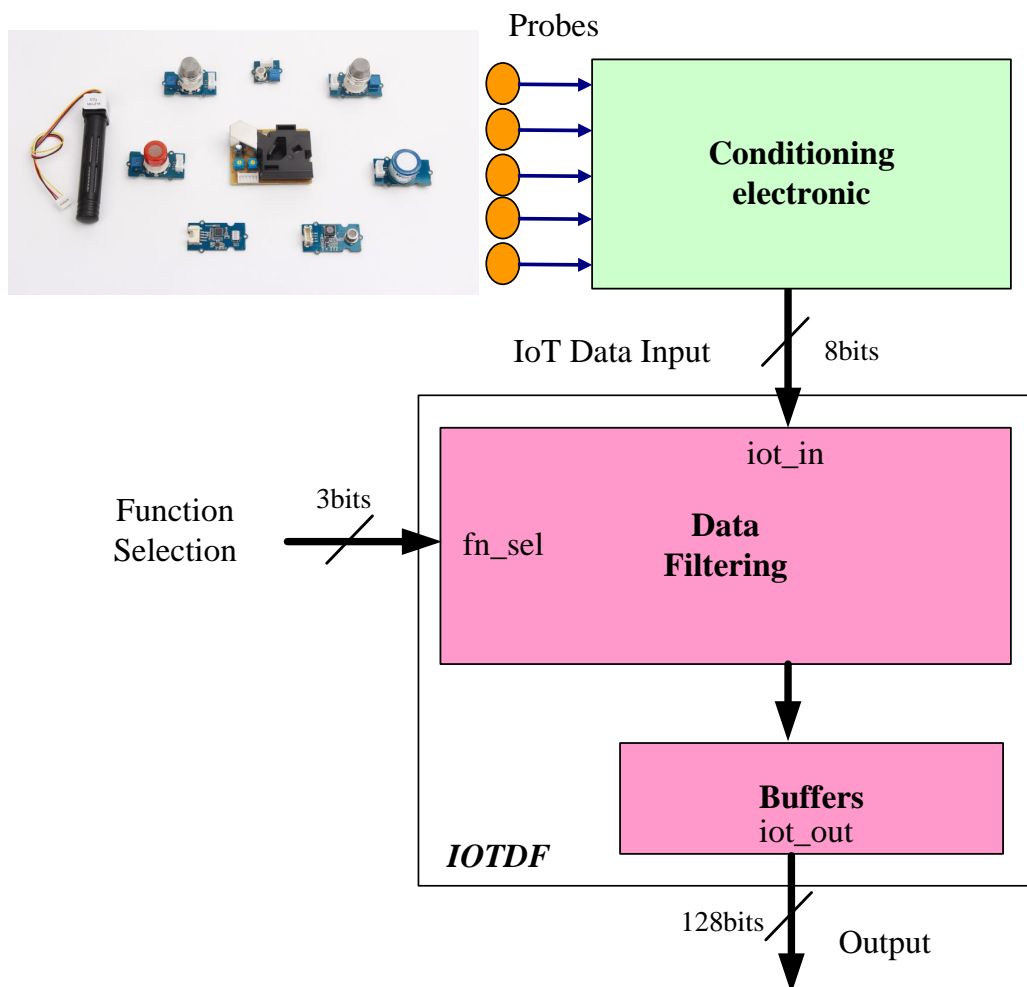 Probes
Conditioning
electronic
IoT Data Input
8bits
iot_in
Function
Selection
3bits
fn_sel
Data
Filtering
Buffers
iot_out
IOTDF
128bits
Output